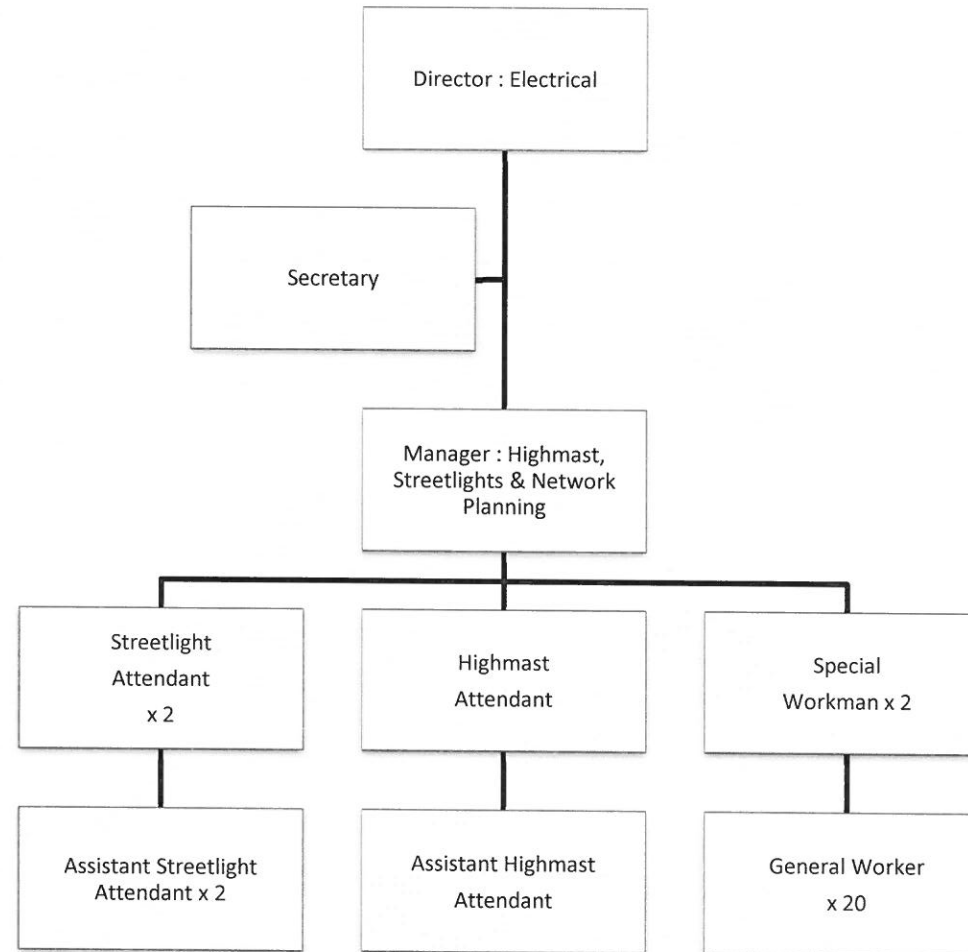 Director : Electrical
Secretary
Manager : Highmast,
Streetlights & Network
Planning
Streetlight
Attendant
x 2
Highmast
Attendant
Special
Workman x 2
Assistant Streetlight
Attendant x 2
Assistant Highmast
Attendant
General Worker
x 20